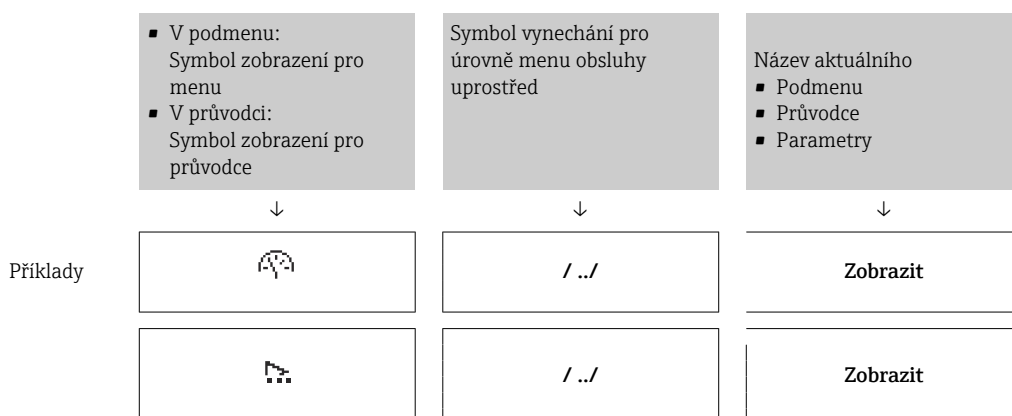 ▪ V podmenu:
Symbol zobrazení pro
menu
▪ V průvodci:
Symbol zobrazení pro
průvodce
Symbol vynechání pro
úrovně menu obsluhy
uprostřed
Název aktuálního
▪ Podmenu
▪ Průvodce
▪ Parametry
↓ ↓ ↓
Příklady / ../ Zobrazit
/ ../ Zobrazit